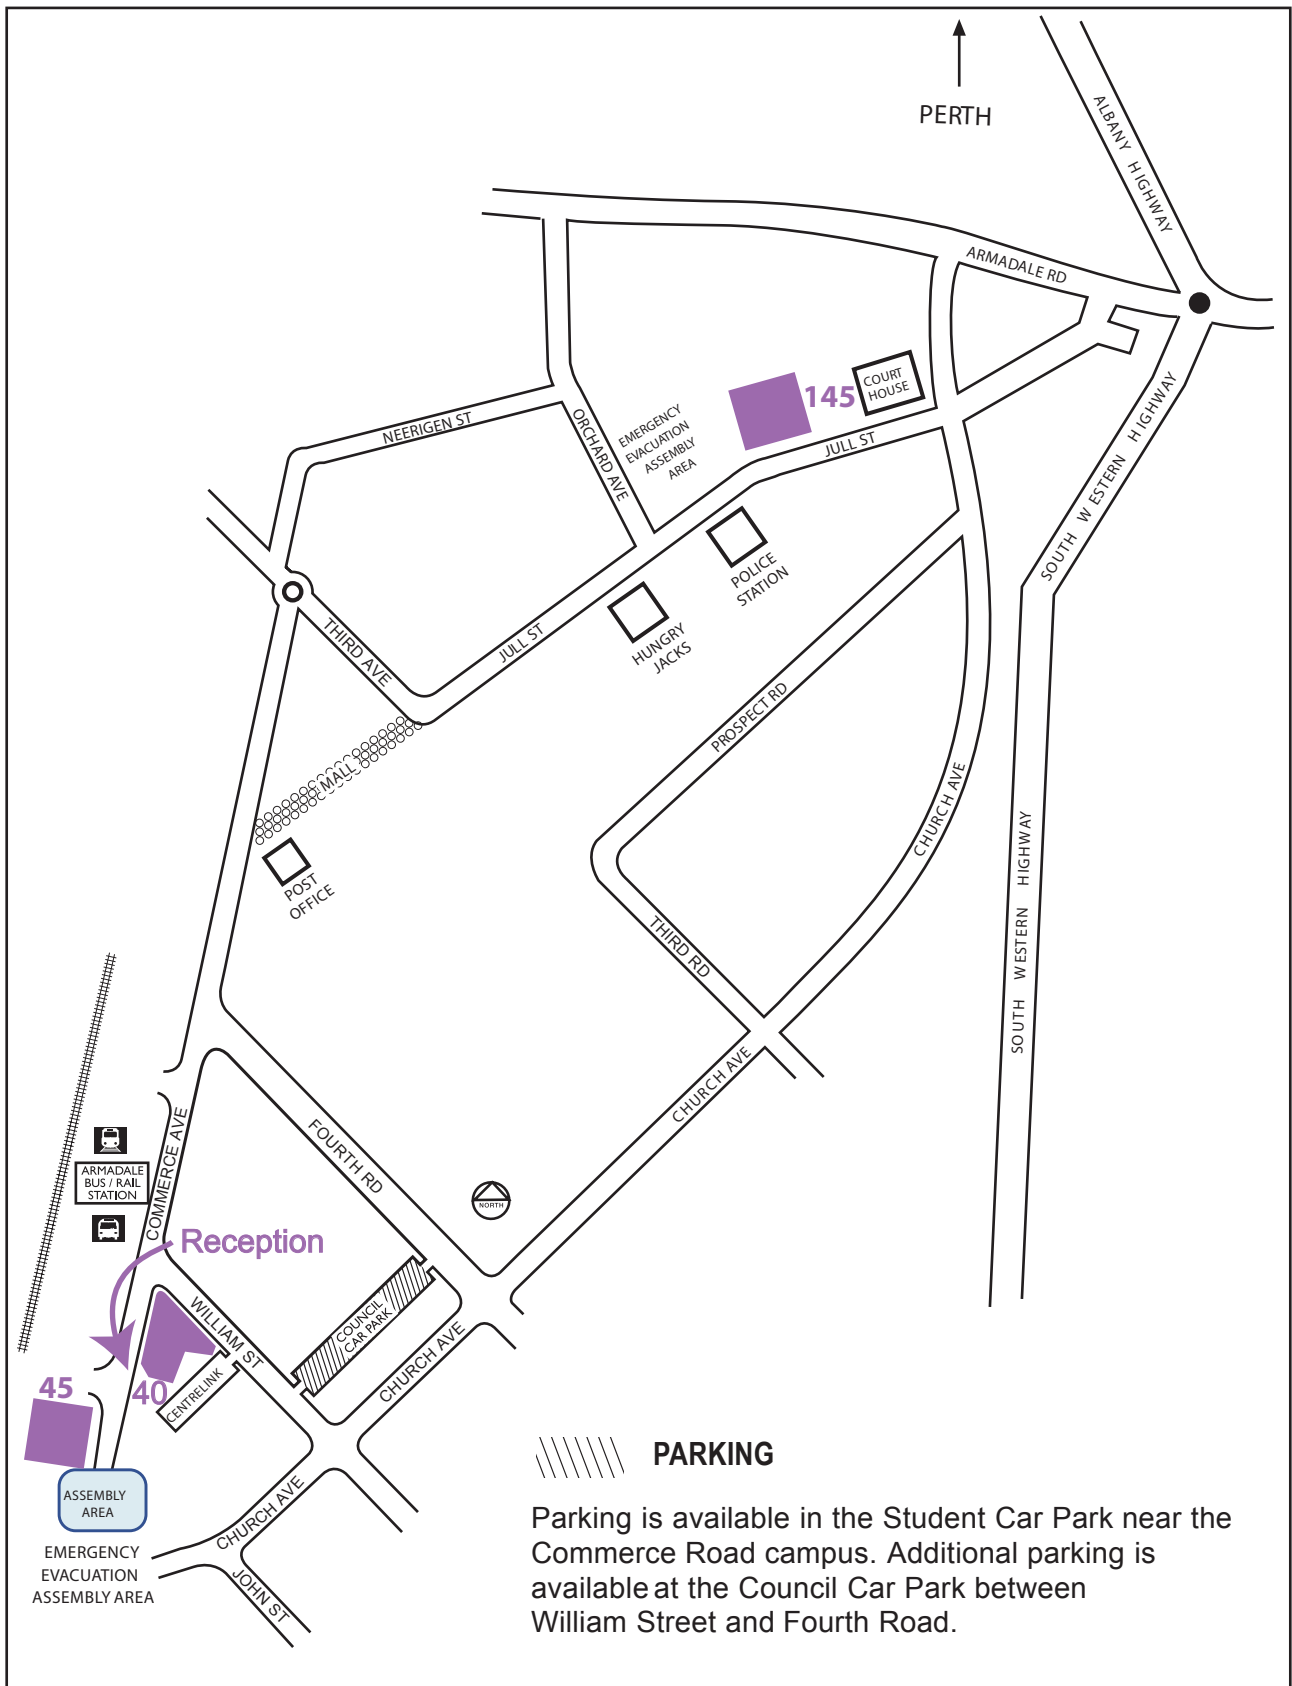 PERTH
ALBANY HIGHWAY
ARMADALE RD
COURT
HOUSE
145
EMERGENCY
EVACUATION
ASSEMBLY
AREA
NEERIGEN ST
ORCHARD AVE
JULL ST
SOUTH WESTERN HIGHWAY
POLICE
STATION
HUNGRY
JACKS
THIRD AVE
JULL ST
PROSPECT RD
MALL
CHURCH AVE
POST
OFFICE
SOUTH WESTERN HIGHWAY
THIRD RD
CHURCH AVE
COMMERCE AVE
FOURTH RD
ARMADALE
BUS / RAIL
STATION
NORTH
Reception
WILLIAM ST
COUNCIL
CAR PARK
CHURCH AVE
45
40
CENTRELINK
ASSEMBLY
AREA
CHURCH AVE
EMERGENCY
EVACUATION
ASSEMBLY AREA
JOHN ST
PARKING
Parking is available in the Student Car Park near the
Commerce Road campus. Additional parking is
available at the Council Car Park between
William Street and Fourth Road.